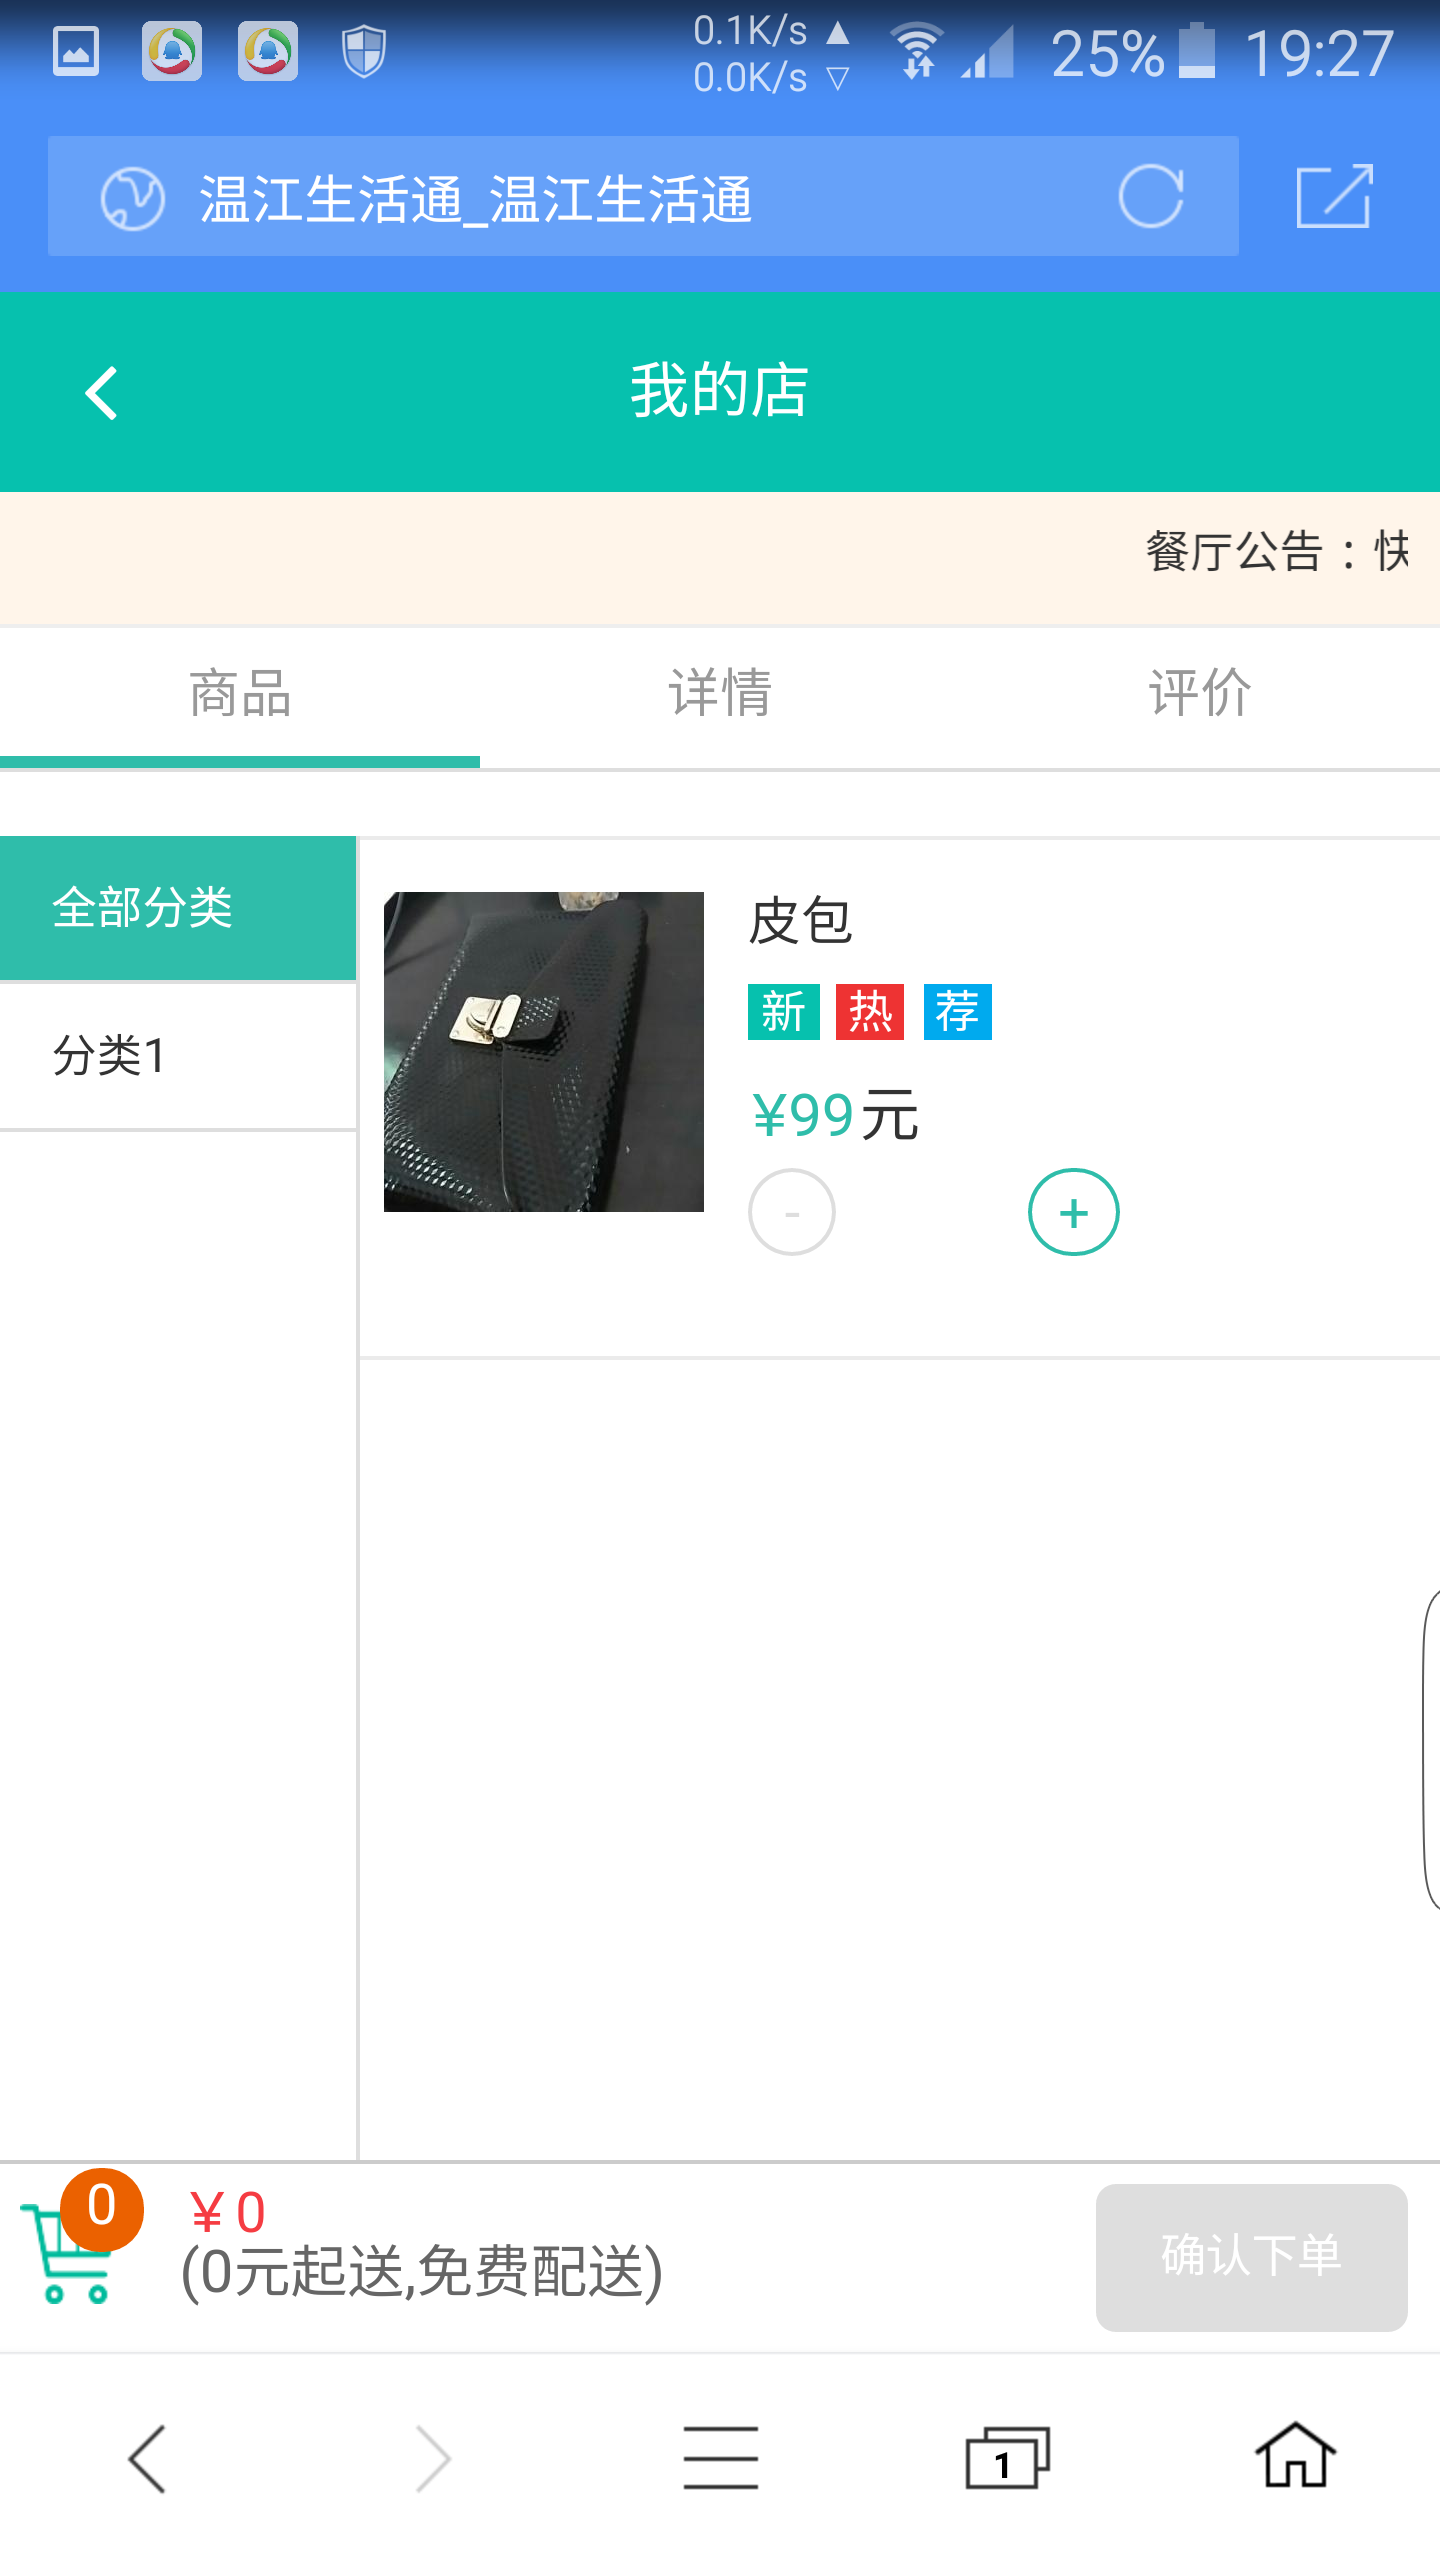 0.1K/s ▲
0.0K/s ▽
25% 19:27
温江生活通_温江生活通
我的店
餐厅公告：快
商品 详情 评价
全部分类
分类1
皮包
新 热 荐
¥99元
- +
0
￥0
(0元起送,免费配送)
确认下单
1